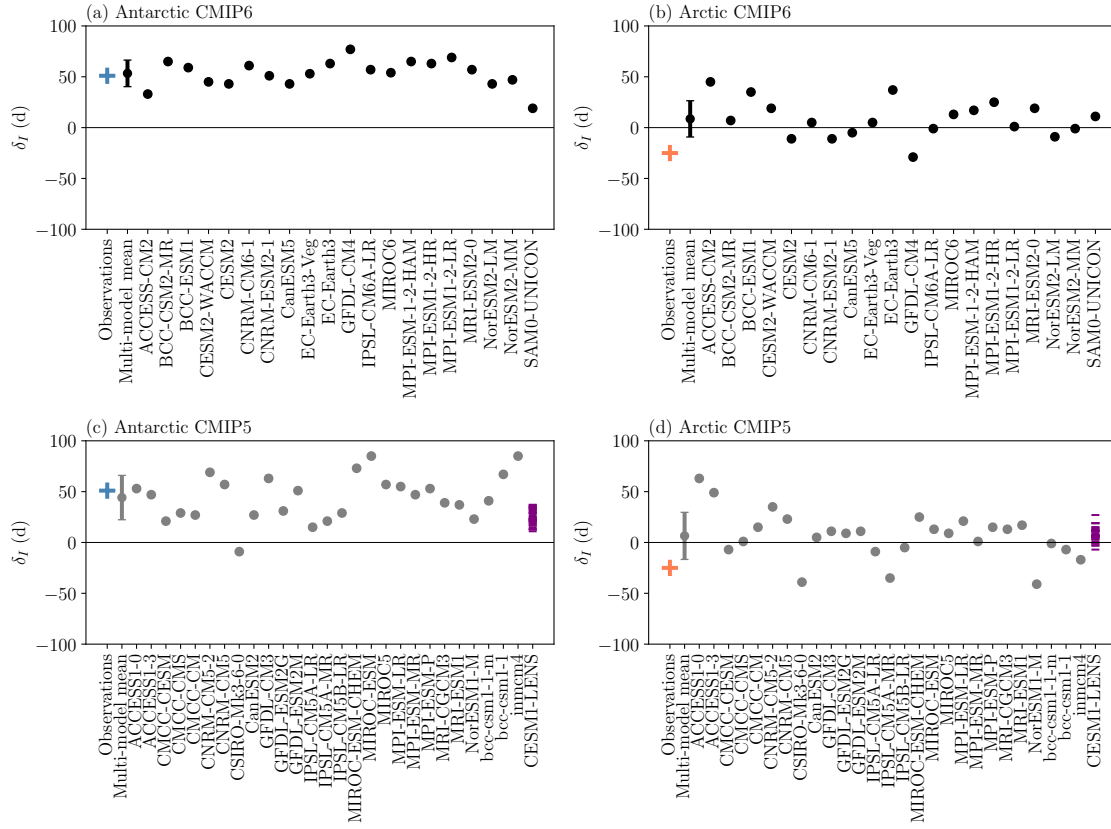 (a) Antarctic CMIP6
100
50
0
−50
−100
δ_I (d)
Observations
Multi-model mean
ACCESS-CM2
BCC-CSM2-MR
BCC-ESM1
CESM2-WACCM
CESM2
CNRM-CM6-1
CNRM-ESM2-1
CanESM5
EC-Earth3-Veg
EC-Earth3
GFDL-CM4
IPSL-CM6A-LR
MIROC6
MPI-ESM-1-2-HAM
MPI-ESM1-2-HR
MPI-ESM1-2-LR
MRI-ESM2-0
NorESM2-LM
NorESM2-MM
SAM0-UNICON
(b) Arctic CMIP6
100
50
0
−50
−100
δ_I (d)
Observations
Multi-model mean
ACCESS-CM2
BCC-CSM2-MR
BCC-ESM1
CESM2-WACCM
CESM2
CNRM-CM6-1
CNRM-ESM2-1
CanESM5
EC-Earth3-Veg
EC-Earth3
GFDL-CM4
IPSL-CM6A-LR
MIROC6
MPI-ESM-1-2-HAM
MPI-ESM1-2-HR
MPI-ESM1-2-LR
MRI-ESM2-0
NorESM2-LM
NorESM2-MM
SAM0-UNICON
(c) Antarctic CMIP5
100
50
0
−50
−100
δ_I (d)
Observations
Multi-model mean
ACCESS1-0
ACCESS1-3
CMCC-CESM
CMCC-CMS
CMCC-CM
CNRM-CM5-2
CNRM-CM5
CSIRO-Mk3-6-0
CanESM2
GFDL-CM3
GFDL-ESM2G
GFDL-ESM2M
IPSL-CM5A-LR
IPSL-CM5A-MR
IPSL-CM5B-LR
MIROC-ESM-CHEM
MIROC-ESM
MIROC5
MPI-ESM-LR
MPI-ESM-MR
MPI-ESM-P
MRI-CGCM3
MRI-ESM1
NorESM1-M
bcc-csm1-1-m
bcc-csm1-1
inmcm4
CESM1-LENS
(d) Arctic CMIP5
100
50
0
−50
−100
δ_I (d)
Observations
Multi-model mean
ACCESS1-0
ACCESS1-3
CMCC-CESM
CMCC-CMS
CMCC-CM
CNRM-CM5-2
CNRM-CM5
CSIRO-Mk3-6-0
CanESM2
GFDL-CM3
GFDL-ESM2G
GFDL-ESM2M
IPSL-CM5A-LR
IPSL-CM5A-MR
IPSL-CM5B-LR
MIROC-ESM-CHEM
MIROC-ESM
MIROC5
MPI-ESM-LR
MPI-ESM-MR
MPI-ESM-P
MRI-CGCM3
MRI-ESM1
NorESM1-M
bcc-csm1-1-m
bcc-csm1-1
inmcm4
CESM1-LENS